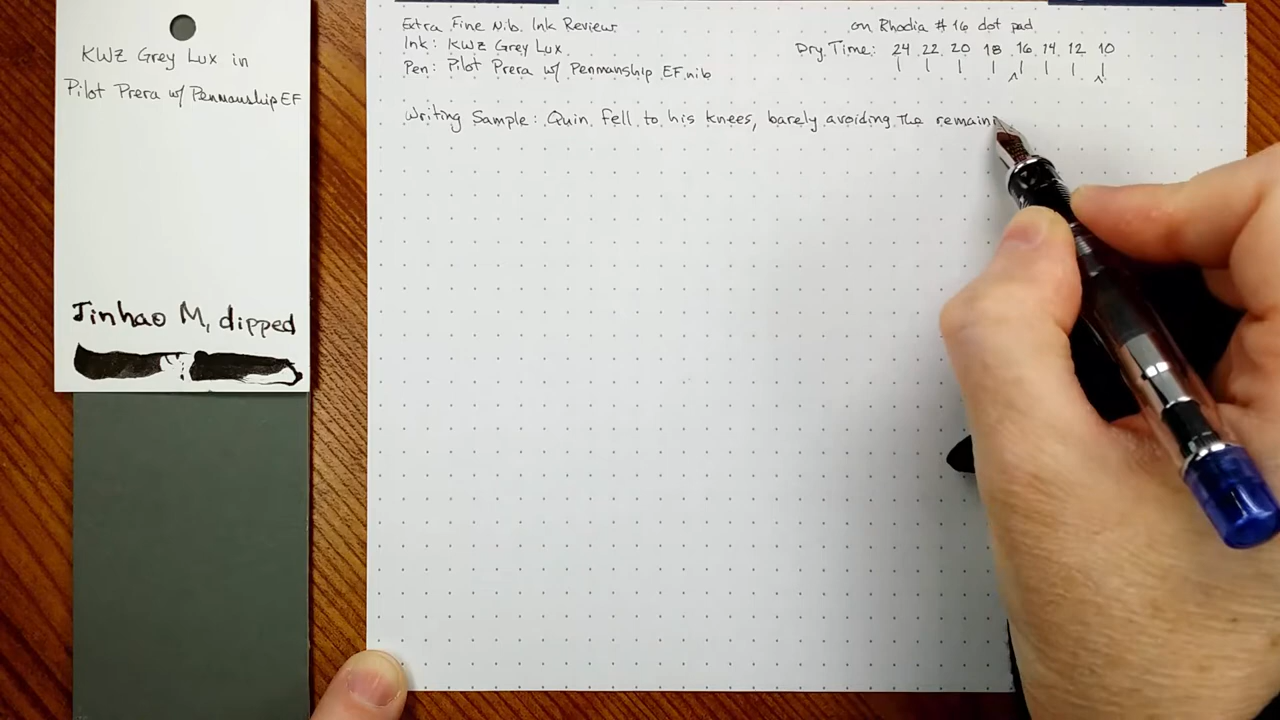 KWZ Grey Lux in
Pilot Prera w/ Penmanship EF
Jinhao M, dipped
Extra Fine Nib Ink Review
Ink: KWZ Grey Lux
Pen: Pilot Prera w/ Penmanship EF nib
on Rhodia #16 dot pad
Dry Time: 24 22 20 18 16 14 12 10
Writing Sample: Quin fell to his knees, barely avoiding the remain